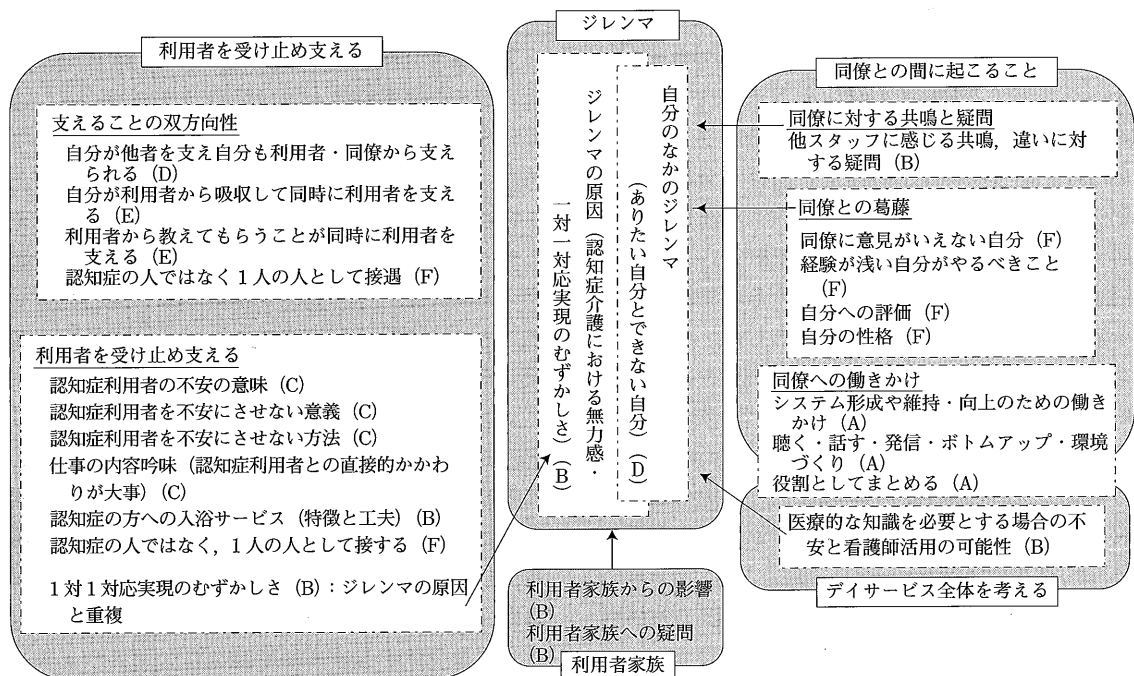 利用者を受け止め支える
支えることの双方向性
自分が他者を支え自分も利用者・同僚から支え
られる (D)
自分が利用者から吸収して同時に利用者を支え
る (E)
利用者から教えてもらうことが同時に利用者を
支える (E)
認知症の人ではなく1人の人として接遇 (F)
利用者を受け止め支える
認知症利用者の不安の意味 (C)
認知症利用者を不安にさせない意義 (C)
認知症利用者を不安にさせない方法 (C)
仕事の内容吟味 (認知症利用者との直接的かかわ
りが大事) (C)
認知症の方への入浴サービス (特徴と工夫) (B)
認知症の人ではなく,1人の人として接する (F)
1対1対応実現のむずかしさ (B):ジレンマの原因
と重複
ジレンマ
自分のなかのジレンマ
(ありたい自分とできない自分) (D)
ジレンマの原因 (認知症介護における無力感・
一対一対応実現のむずかしさ) (B)
利用者家族からの影響
(B)
利用者家族への疑問
(B)
利用者家族
同僚との間に起こること
同僚に対する共鳴と疑問
他スタッフに感じる共鳴,違いに対
する疑問 (B)
同僚との葛藤
同僚に意見がいえない自分 (F)
経験が浅い自分がやるべきこと
(F)
自分への評価 (F)
自分の性格 (F)
同僚への働きかけ
システム形成や維持・向上のための働き
かけ (A)
聴く・話す・発信・ボトムアップ・環境
づくり (A)
役割としてまとめる (A)
医療的な知識を必要とする場合の不
安と看護師活用の可能性 (B)
デイサービス全体を考える